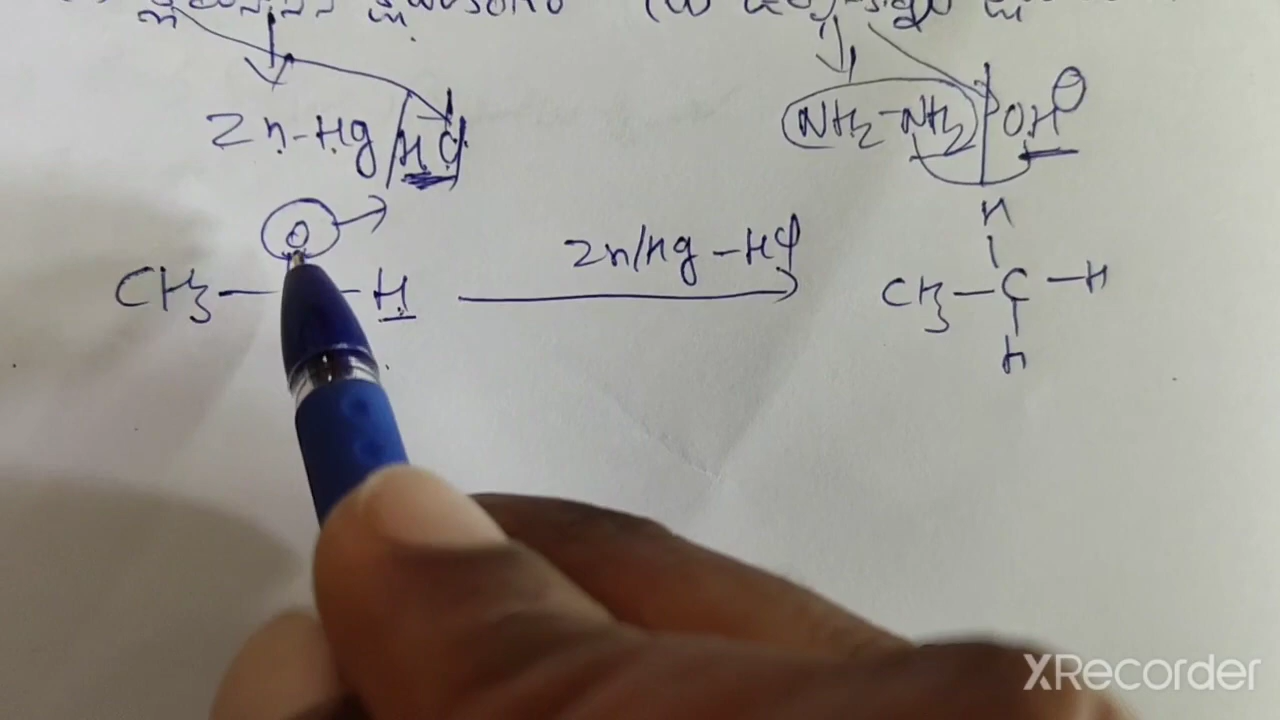 Zn-Hg/HCl NH2-NH2/OH⊖
O
CH3- -H Zn/Hg-HCl CH3-C-H
H
H
XRecorder